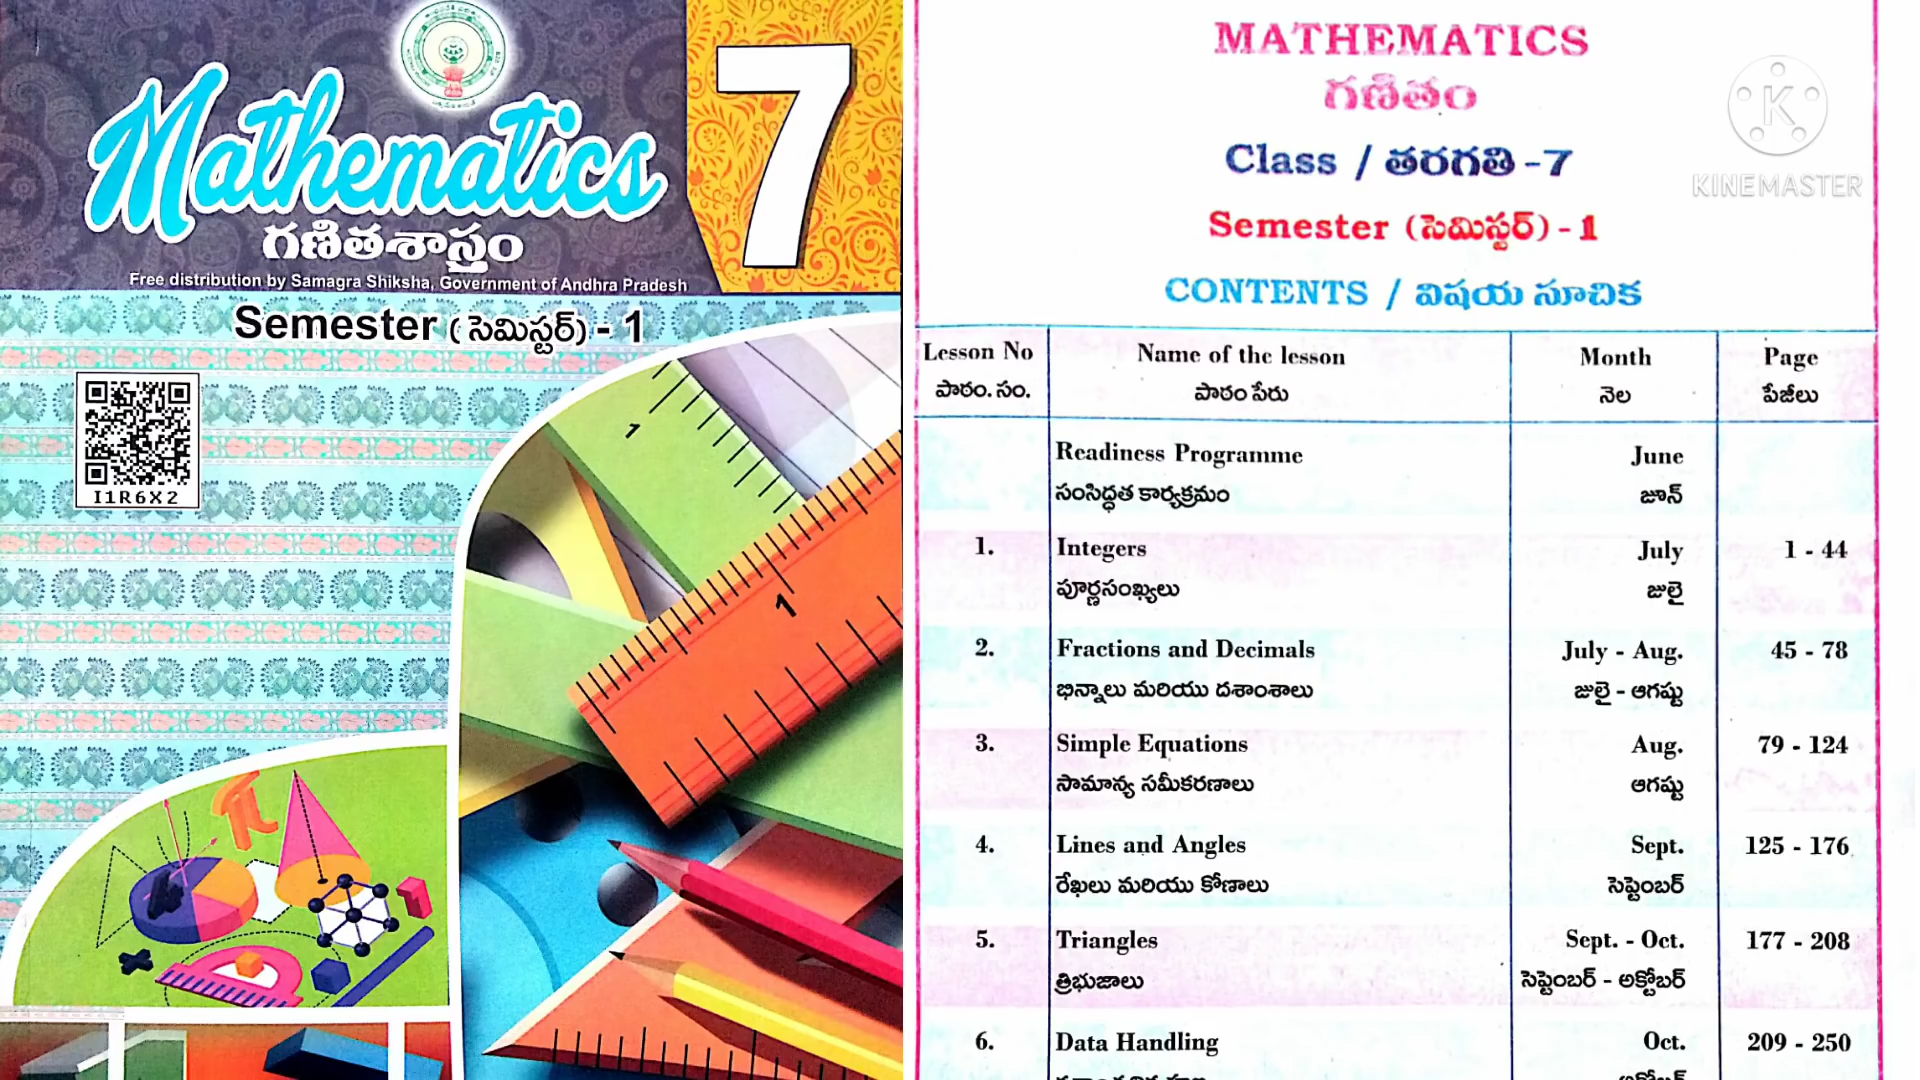 Mathematics
7
గణితశాస్త్రం
Free distribution by Samagra Shiksha, Government of Andhra Pradesh
Semester (సెమిస్టర్) - 1
I1R6X2
1
1
MATHEMATICS
గణితం
Class / తరగతి -7
Semester (సెమిస్టర్) - 1
CONTENTS / విషయ సూచిక
K
KINEMASTER
Lesson No Name of the lesson Month Page
పాఠం. సం. పాఠం పేరు నెల పేజీలు
Readiness Programme June
సంసిద్ధత కార్యక్రమం జూన్
1. Integers July 1 - 44
పూర్ణసంఖ్యలు జులై
2. Fractions and Decimals July - Aug. 45 - 78
భిన్నాలు మరియు దశాంశాలు జులై - ఆగష్టు
3. Simple Equations Aug. 79 - 124
సామాన్య సమీకరణాలు ఆగష్టు
4. Lines and Angles Sept. 125 - 176
రేఖలు మరియు కోణాలు సెప్టెంబర్
5. Triangles Sept. - Oct. 177 - 208
త్రిభుజాలు సెప్టెంబర్ - అక్టోబర్
6. Data Handling Oct. 209 - 250